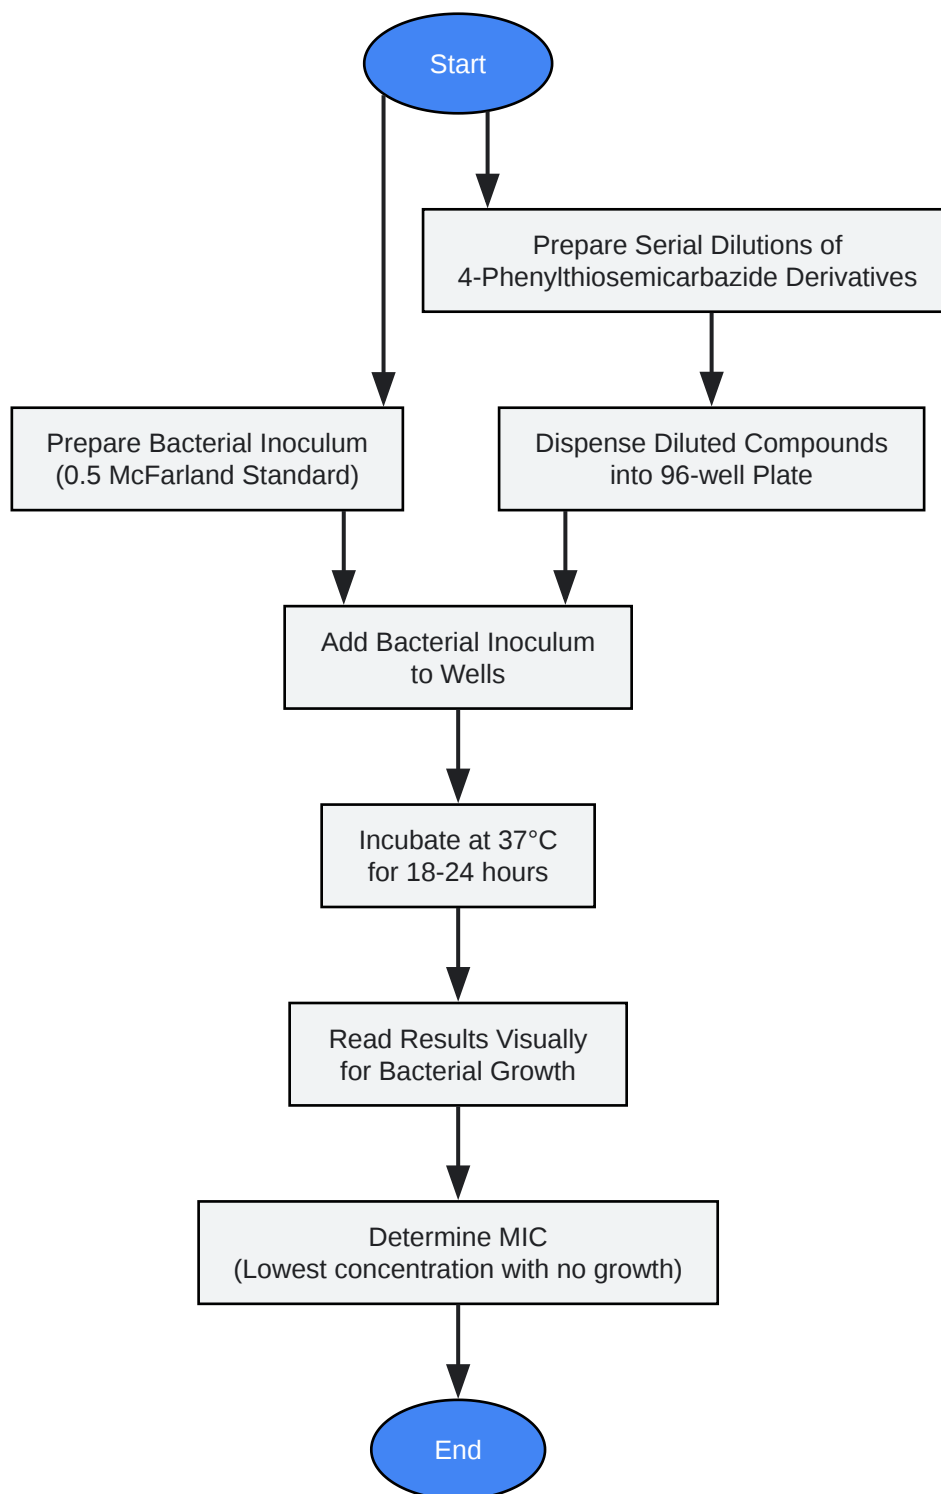 Start
Prepare Serial Dilutions of
4-Phenylthiosemicarbazide Derivatives
Prepare Bacterial Inoculum
(0.5 McFarland Standard)
Dispense Diluted Compounds
into 96-well Plate
Add Bacterial Inoculum
to Wells
Incubate at 37°C
for 18-24 hours
Read Results Visually
for Bacterial Growth
Determine MIC
(Lowest concentration with no growth)
End